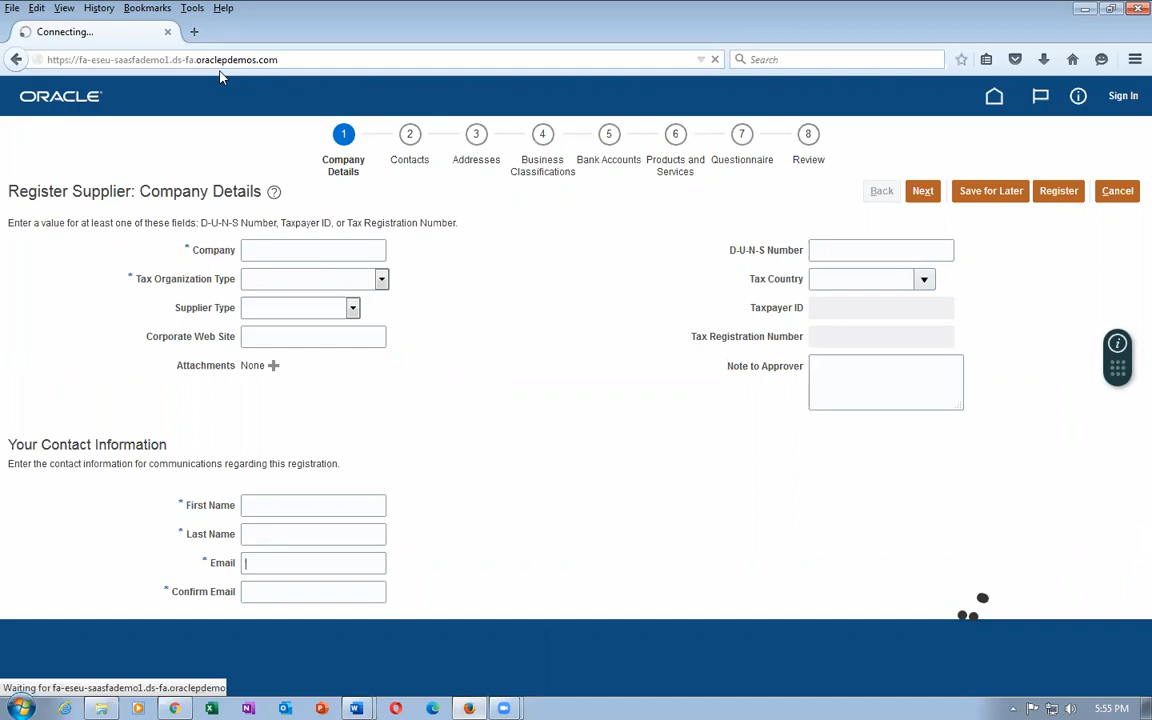 File Edit View History Bookmarks Tools Help
Connecting...
https://fa-eseu-saasfademo1.ds-fa.oraclepdemos.com
Search
ORACLE
Sign In
1 2 3 4 5 6 7 8
Company Details
Contacts
Addresses
Business Classifications
Bank Accounts
Products and Services
Questionnaire
Review
Register Supplier: Company Details
Back Next Save for Later Register Cancel
Enter a value for at least one of these fields: D-U-N-S Number, Taxpayer ID, or Tax Registration Number.
* Company
D-U-N-S Number
* Tax Organization Type
Tax Country
Supplier Type
Taxpayer ID
Corporate Web Site
Tax Registration Number
Attachments None
Note to Approver
Your Contact Information
Enter the contact information for communications regarding this registration.
* First Name
* Last Name
* Email
* Confirm Email
Waiting for fa-eseu-saasfademo1.ds-fa.oraclepdemo
5:55 PM